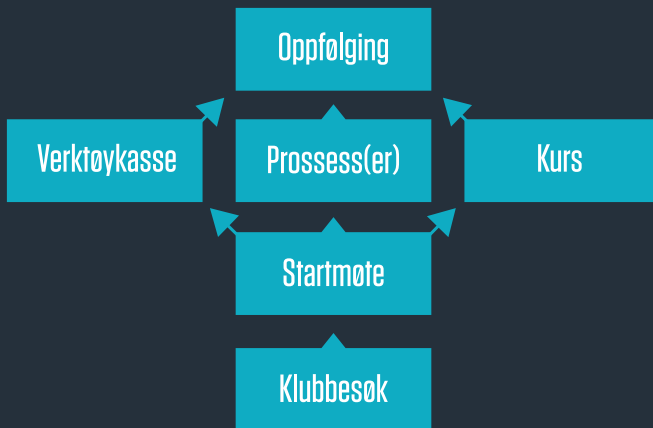 Oppfølging
Verktøykasse
Prossess(er)
Kurs
Startmøte
Klubbesøk